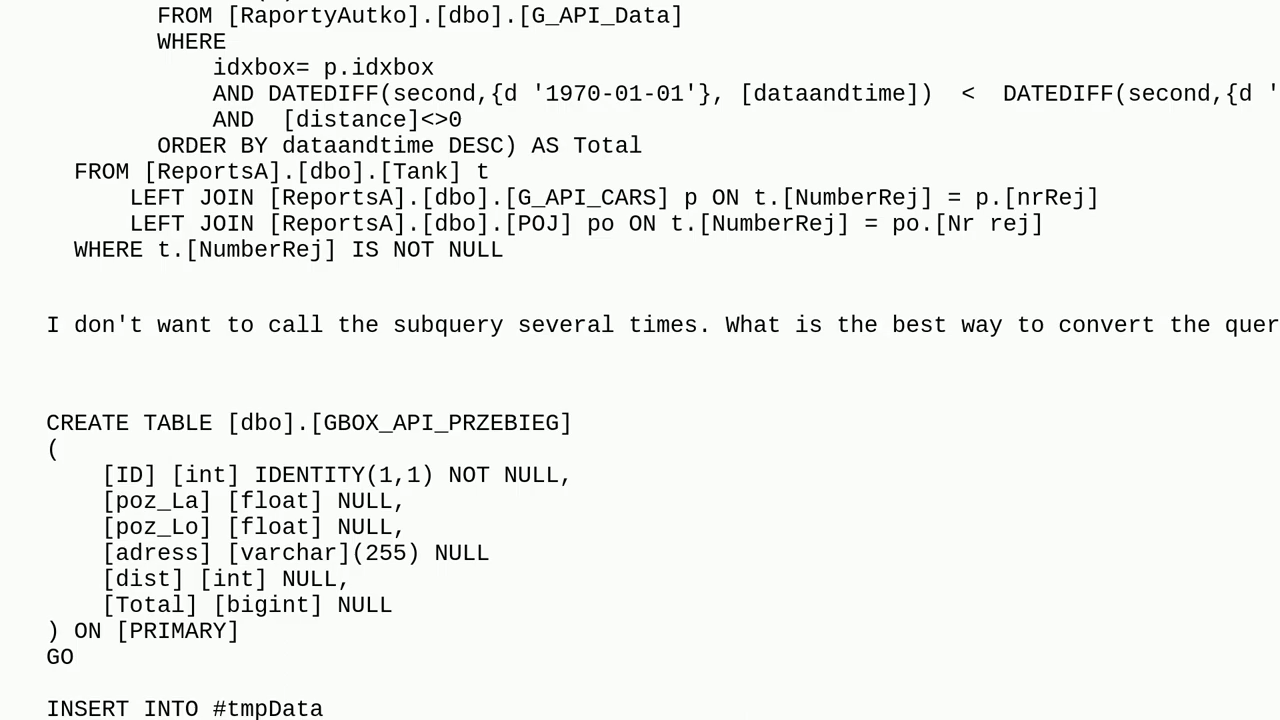 FROM [RaportyAutko].[dbo].[G_API_Data]
WHERE
idxbox= p.idxbox
AND DATEDIFF(second,{d '1970-01-01'}, [dataandtime])  <  DATEDIFF(second,{d '
AND  [distance]<>0
ORDER BY dataandtime DESC) AS Total
FROM [ReportsA].[dbo].[Tank] t
LEFT JOIN [ReportsA].[dbo].[G_API_CARS] p ON t.[NumberRej] = p.[nrRej]
LEFT JOIN [ReportsA].[dbo].[POJ] po ON t.[NumberRej] = po.[Nr rej]
WHERE t.[NumberRej] IS NOT NULL
I don't want to call the subquery several times. What is the best way to convert the quer
CREATE TABLE [dbo].[GBOX_API_PRZEBIEG]
(
[ID] [int] IDENTITY(1,1) NOT NULL,
[poz_La] [float] NULL,
[poz_Lo] [float] NULL,
[adress] [varchar](255) NULL
[dist] [int] NULL,
[Total] [bigint] NULL
) ON [PRIMARY]
GO
INSERT INTO #tmpData